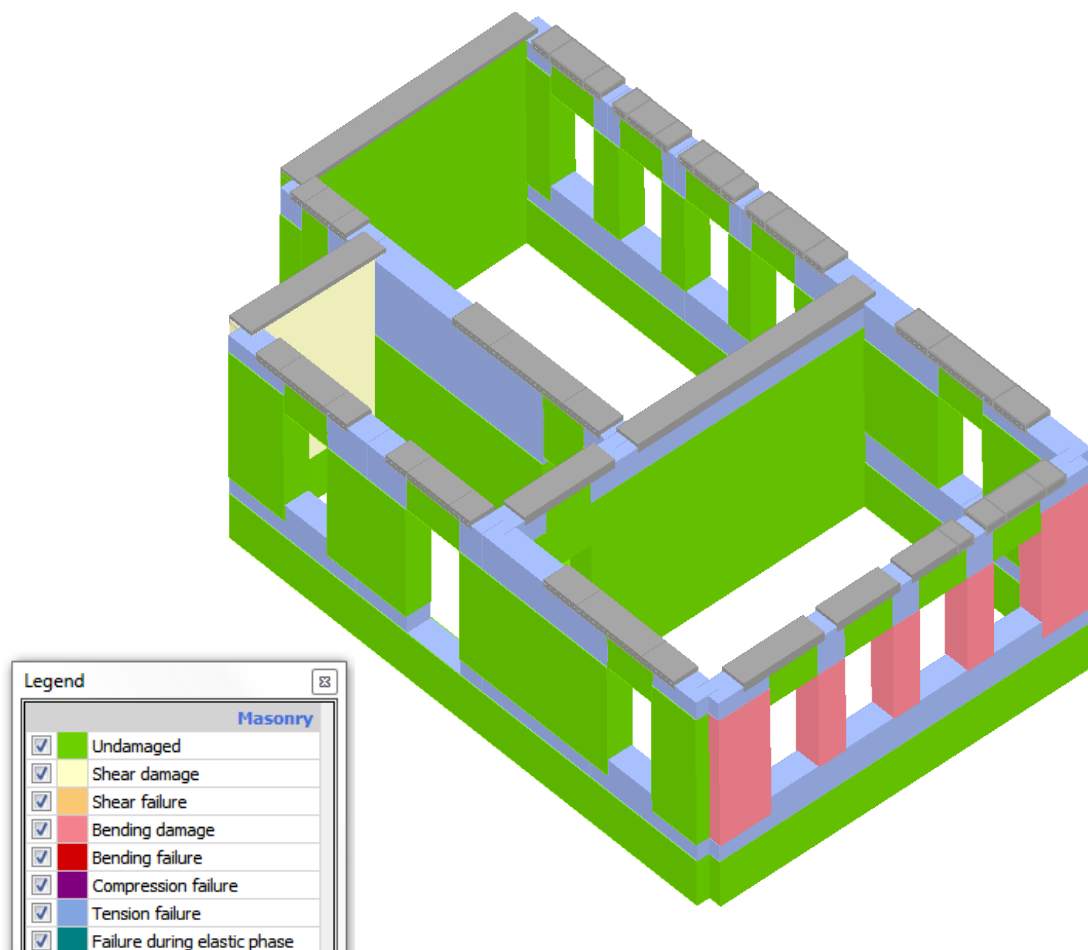 Legend
Masonry
Undamaged
Shear damage
Shear failure
Bending damage
Bending failure
Compression failure
Tension failure
Failure during elastic phase